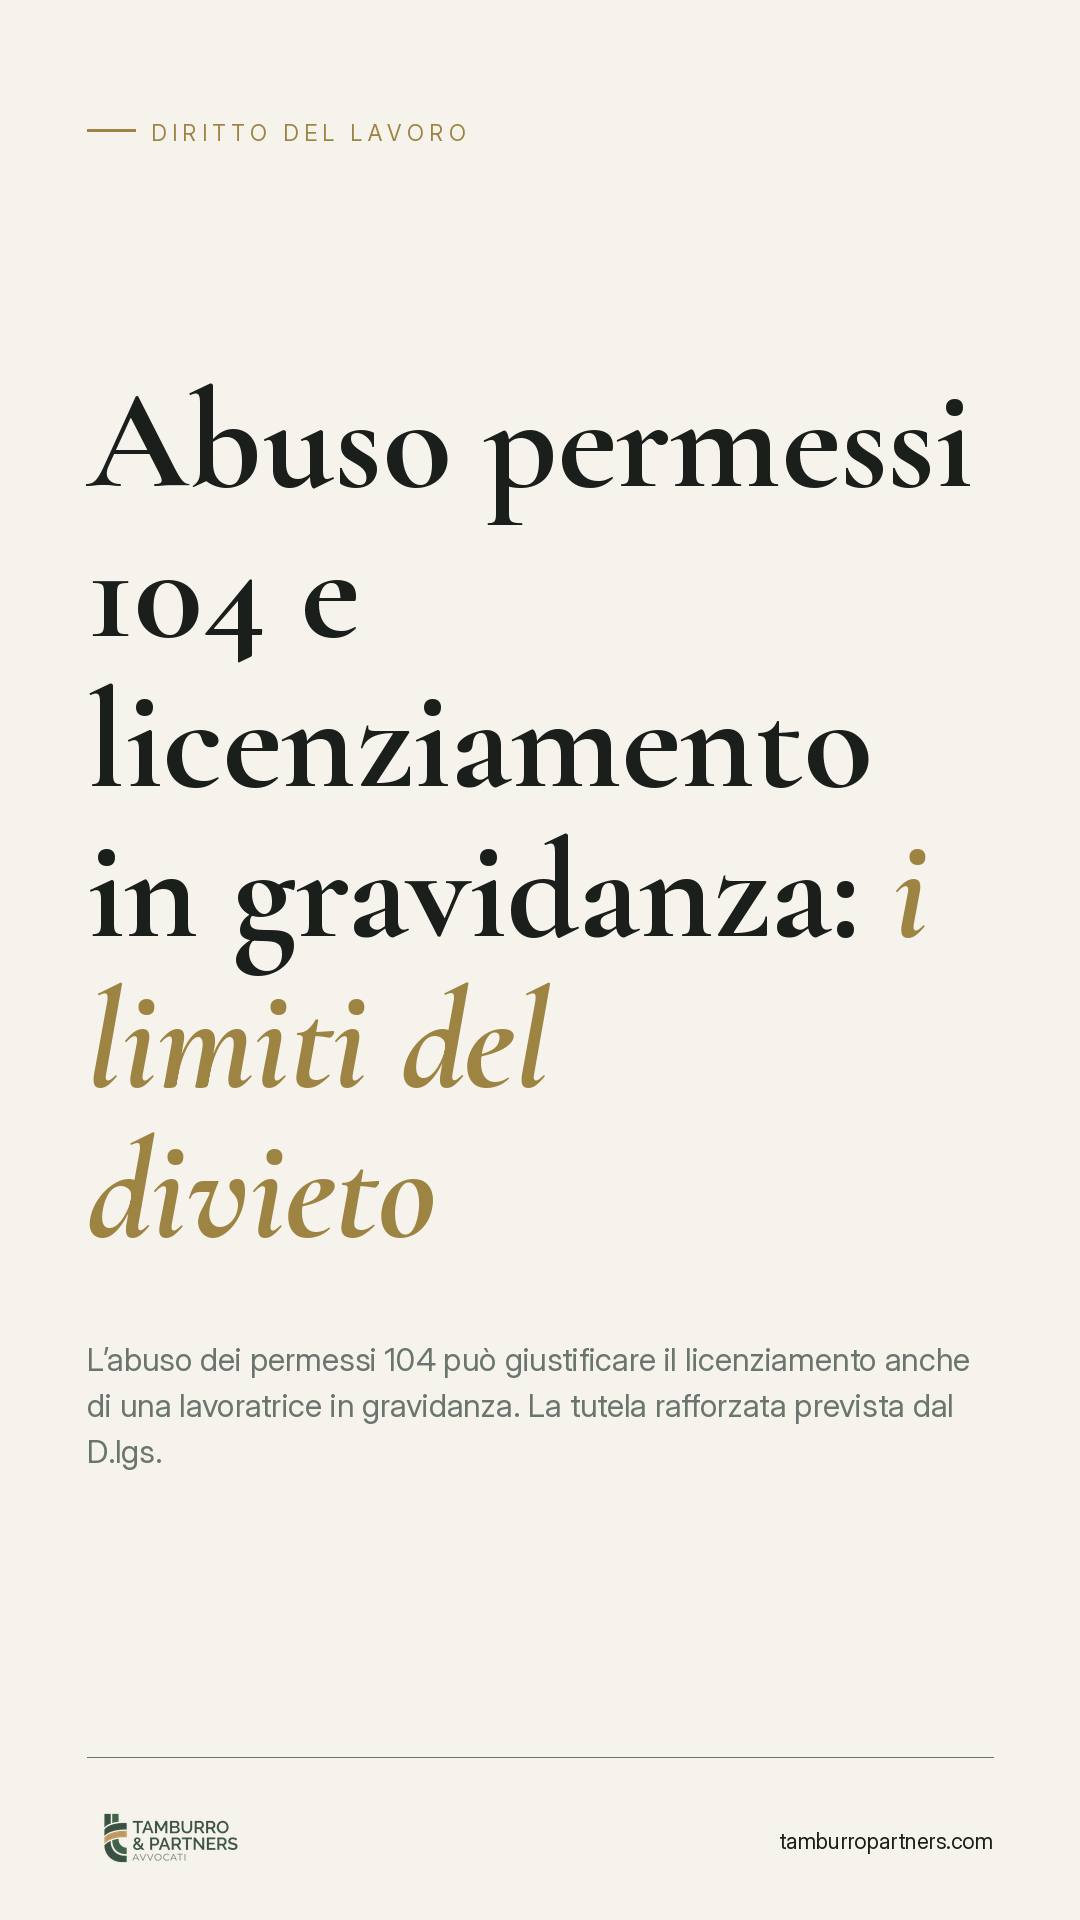 DIRITTO DEL LAVORO
Abuso permessi
104 e
licenziamento
in gravidanza: i
limiti del
divieto
L’abuso dei permessi 104 può giustificare il licenziamento anche
di una lavoratrice in gravidanza. La tutela rafforzata prevista dal
D.lgs.
TAMBURRO
& PARTNERS
AVVOCATI
tamburropartners.com